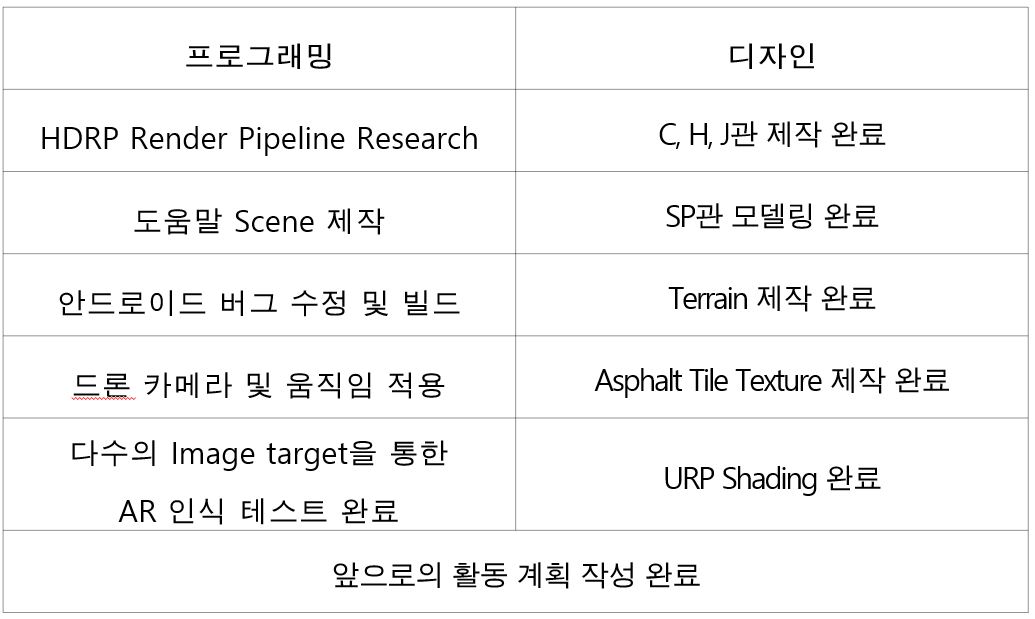 프로그래밍
디자인
HDRP Render Pipeline Research
C, H, J관 제작 완료
도움말 Scene 제작
SP관 모델링 완료
안드로이드 버그 수정 및 빌드
Terrain 제작 완료
드론 카메라 및 움직임 적용
Asphalt Tile Texture 제작 완료
다수의 Image target을 통한
AR 인식 테스트 완료
URP Shading 완료
앞으로의 활동 계획 작성 완료